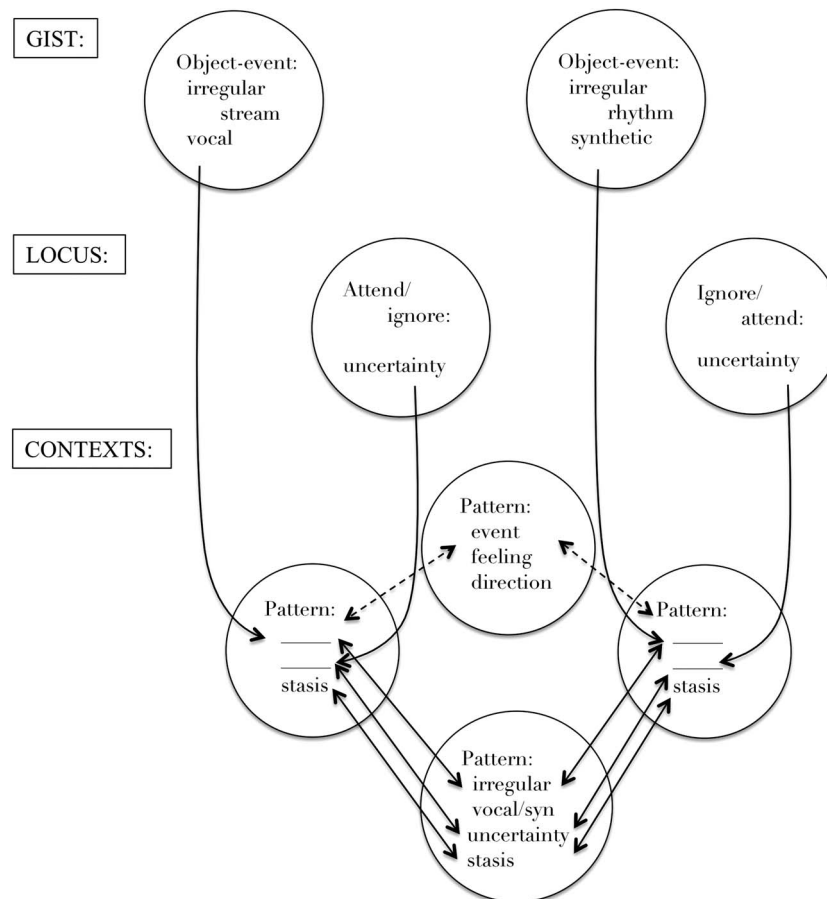 GIST:
Object-event:
irregular
stream
vocal
Object-event:
irregular
rhythm
synthetic
LOCUS:
Attend/
ignore:
uncertainty
Ignore/
attend:
uncertainty
CONTEXTS:
Pattern:
event
feeling
direction
Pattern:
stasis
Pattern:
stasis
Pattern:
irregular
vocal/syn
uncertainty
stasis